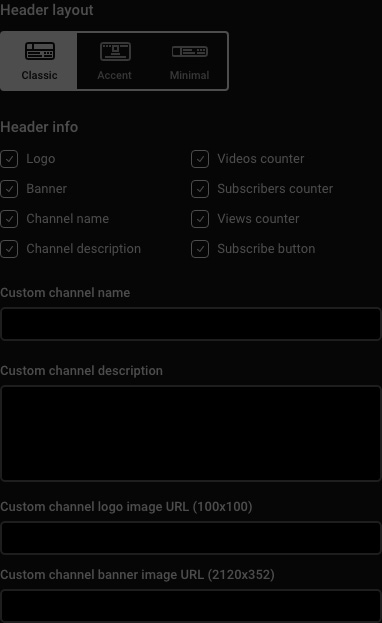 Header layout
Classic Accent Minimal
Header info
Logo Videos counter
Banner Subscribers counter
Channel name Views counter
Channel description Subscribe button
Custom channel name
Custom channel description
Custom channel logo image URL (100x100)
Custom channel banner image URL (2120x352)